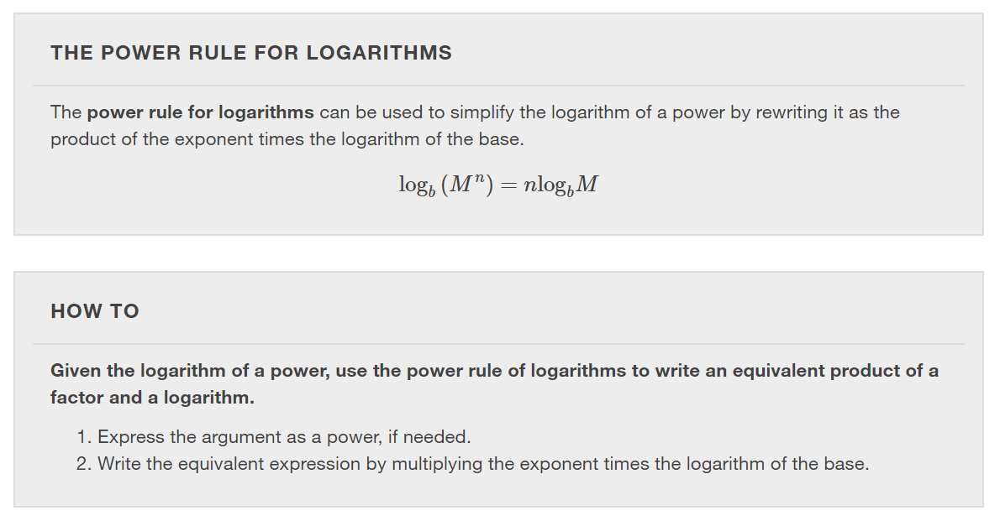 THE POWER RULE FOR LOGARITHMS
The power rule for logarithms can be used to simplify the logarithm of a power by rewriting it as the
product of the exponent times the logarithm of the base.
log_b (M^n) = nlog_b M
HOW TO
Given the logarithm of a power, use the power rule of logarithms to write an equivalent product of a
factor and a logarithm.
1. Express the argument as a power, if needed.
2. Write the equivalent expression by multiplying the exponent times the logarithm of the base.